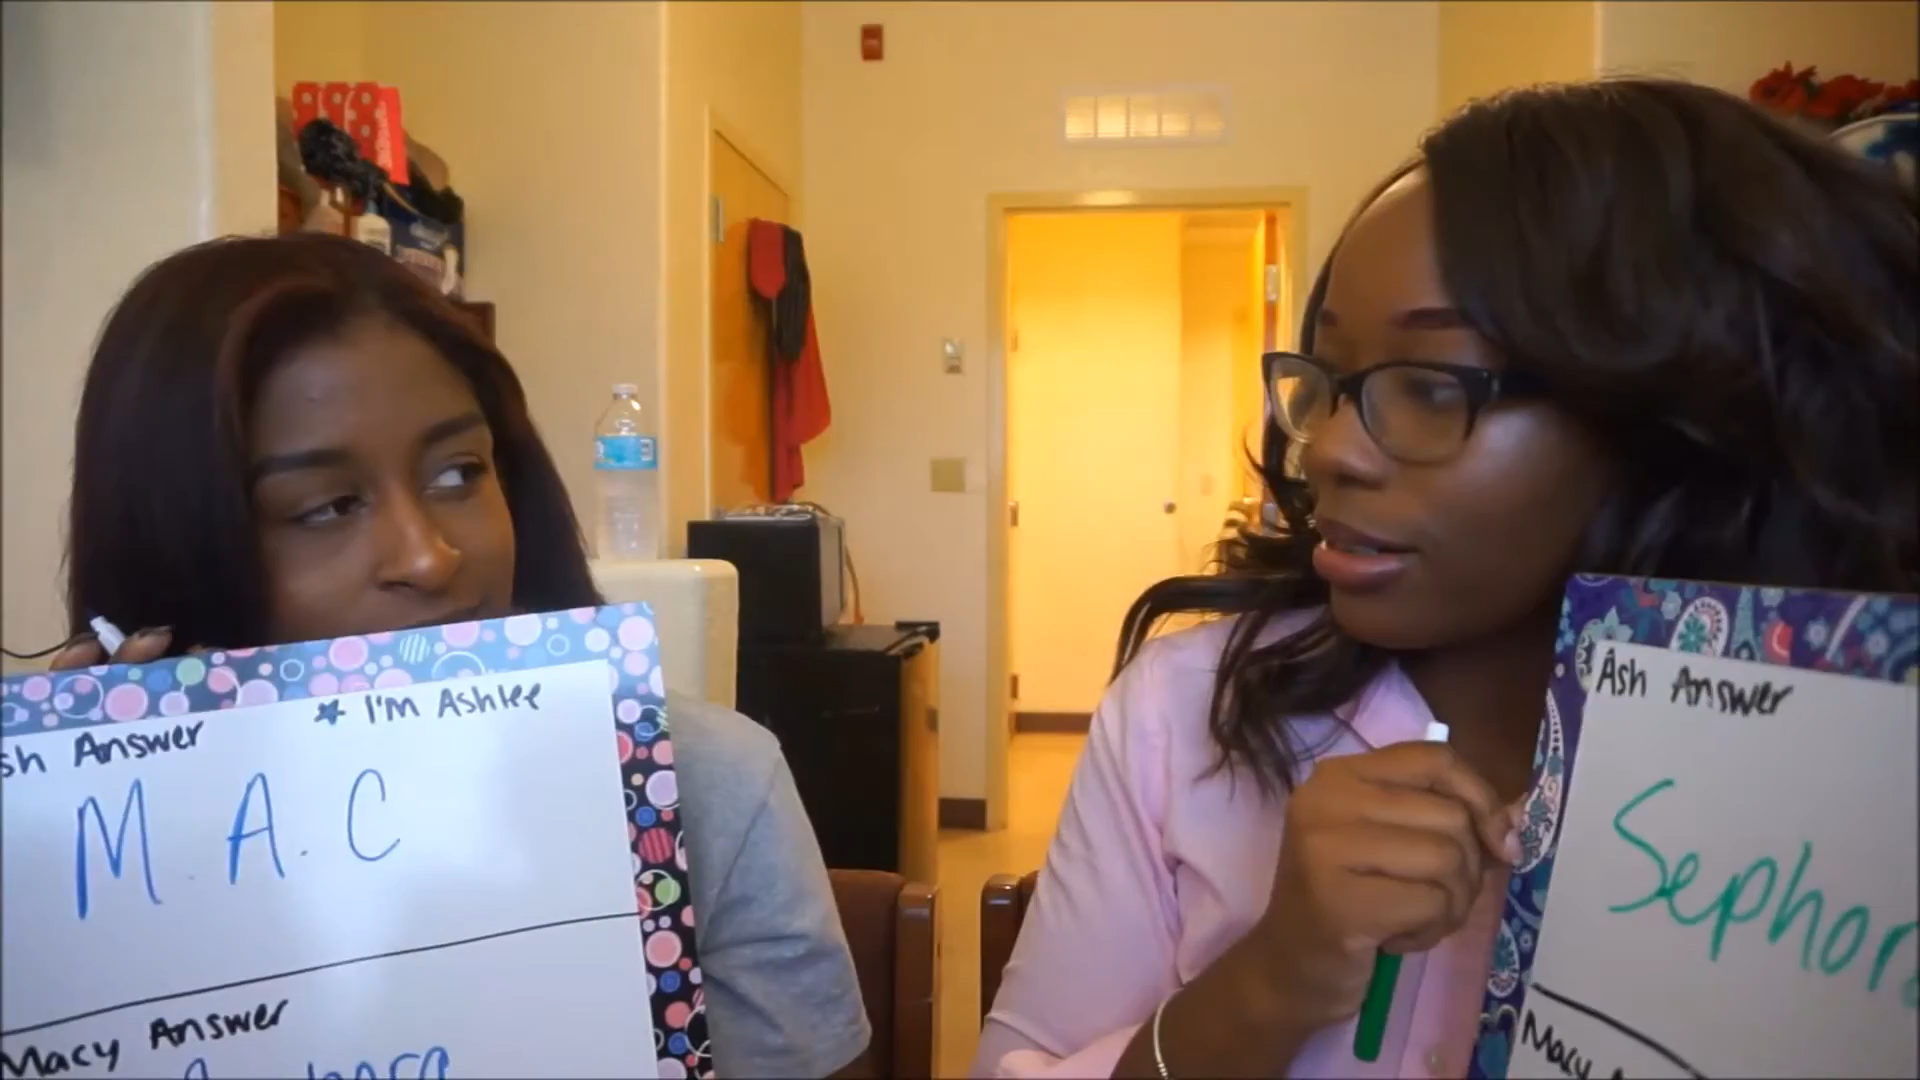 sh Answer
★ I'M Ashlee
M. A. C
Macy Answer
Ash Answer
Sephor
Macy